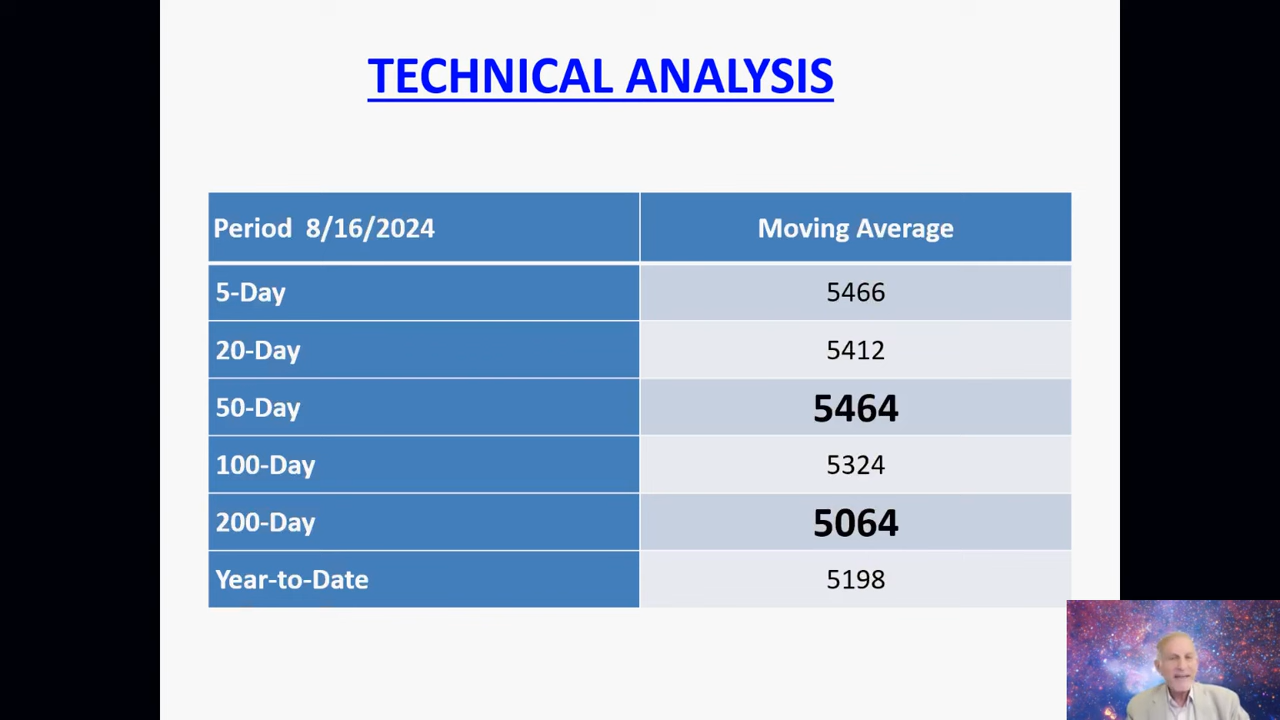 TECHNICAL ANALYSIS
Period 8/16/2024 Moving Average
5-Day 5466
20-Day 5412
50-Day 5464
100-Day 5324
200-Day 5064
Year-to-Date 5198